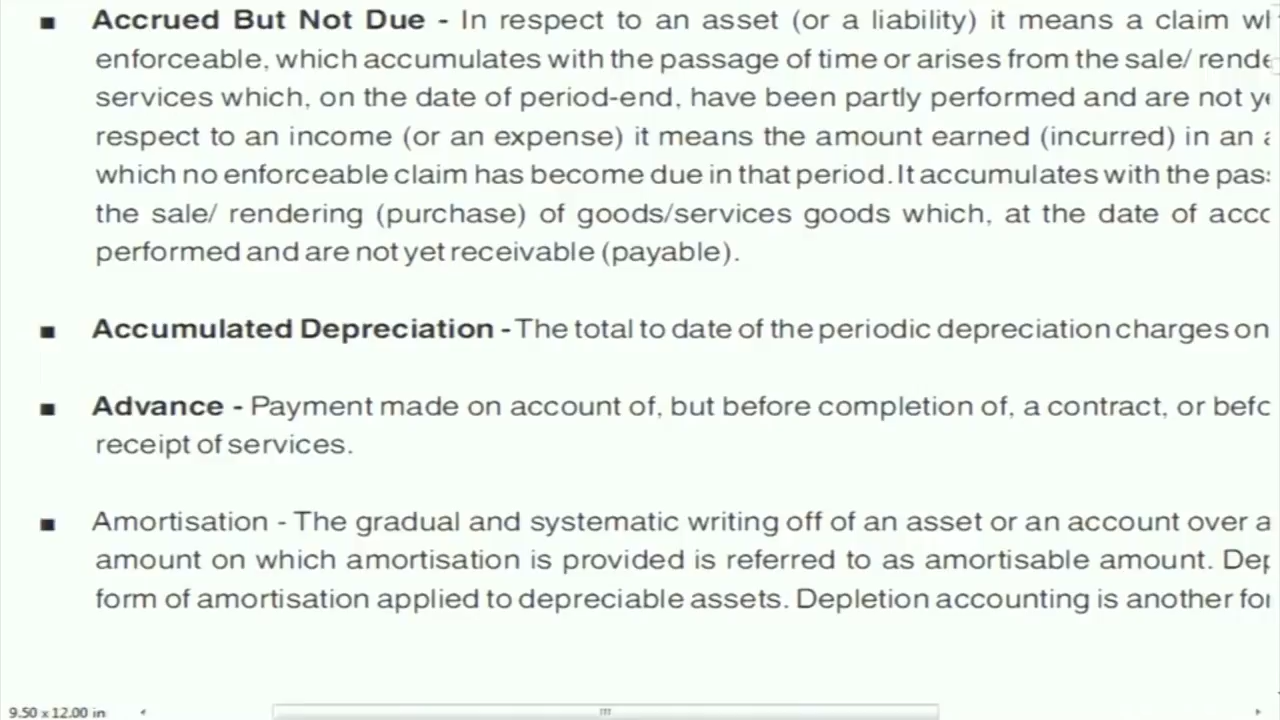 ■ Accrued But Not Due - In respect to an asset (or a liability) it means a claim
enforceable, which accumulates with the passage of time or arises from the sale/
services which, on the date of period-end, have been partly performed and are not
respect to an income (or an expense) it means the amount earned (incurred) in an
which no enforceable claim has become due in that period. It accumulates with the
the sale/ rendering (purchase) of goods/services goods which, at the date of
performed and are not yet receivable (payable).
■ Accumulated Depreciation - The total to date of the periodic depreciation charges on
■ Advance - Payment made on account of, but before completion of, a contract, or
receipt of services.
■ Amortisation - The gradual and systematic writing off of an asset or an account over a
amount on which amortisation is provided is referred to as amortisable amount.
form of amortisation applied to depreciable assets. Depletion accounting is another
9.50 x 12.00 in